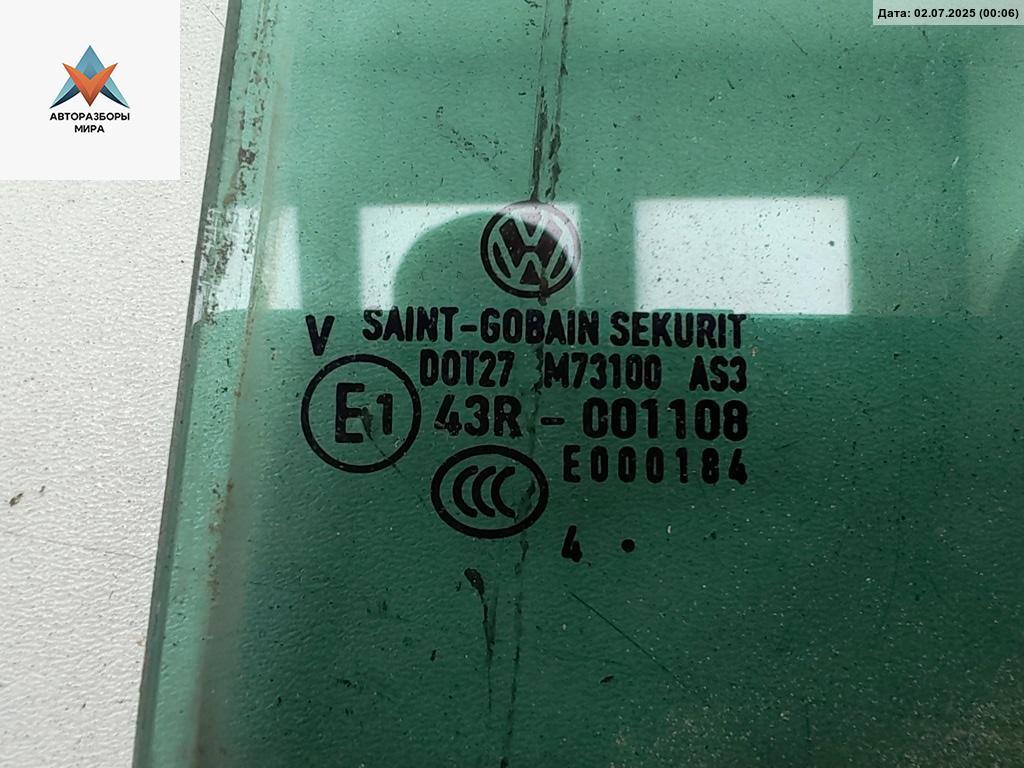 Дата: 02.07.2025 (00:06)
АВТОРАЗБОРЫ
МИРА
V SAINT-GOBAIN SEKURIT
DOT27 M73100 AS3
E1 43R - 001108
E000184
CCC
4 •